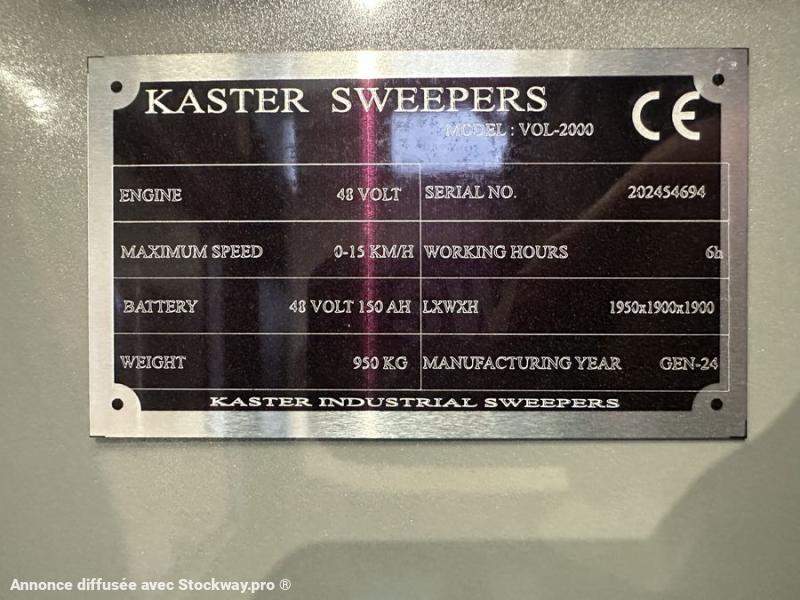 KASTER SWEEPERS
MODEL : VOL-2000
CE
ENGINE 48 VOLT SERIAL NO. 202454694
MAXIMUM SPEED 0-15 KM/H WORKING HOURS 6h
BATTERY 48 VOLT 150 AH LXWXH 1950x1900x1900
WEIGHT 950 KG MANUFACTURING YEAR GEN-24
KASTER INDUSTRIAL SWEEPERS
Annonce diffusée avec Stockway.pro ®